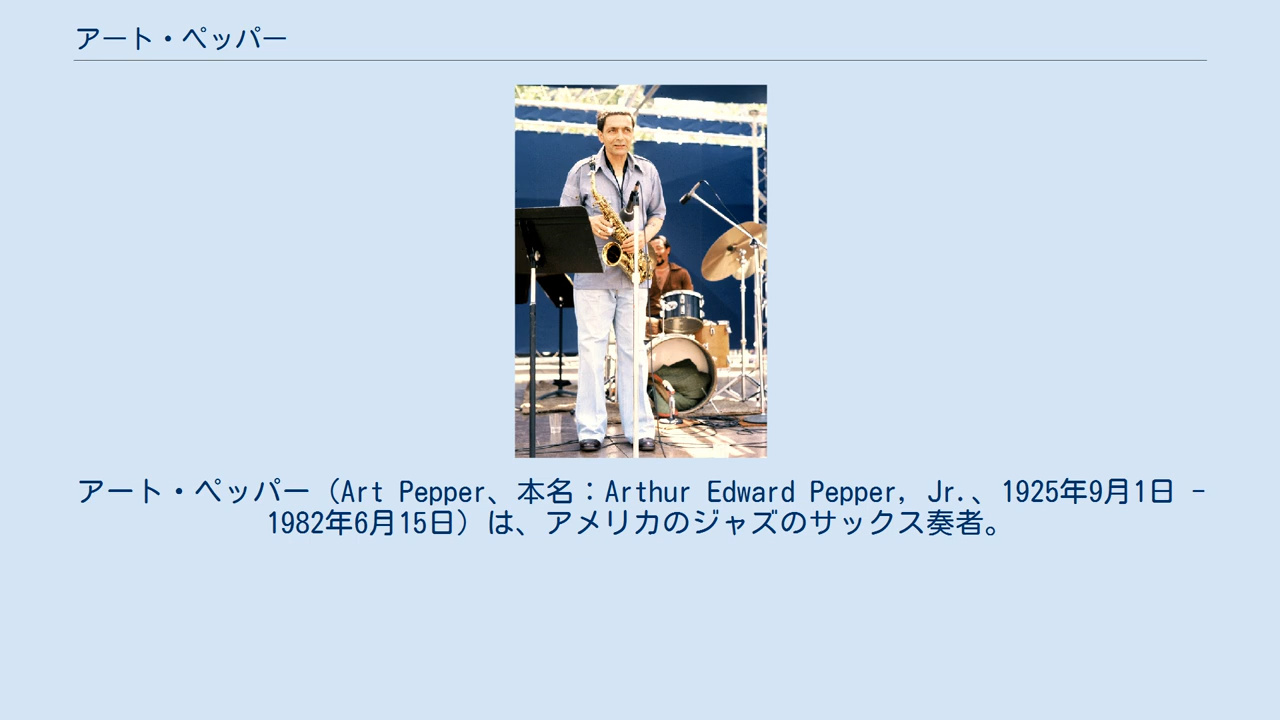 アート・ペッパー
アート・ペッパー（Art Pepper、本名：Arthur Edward Pepper, Jr.、1925年9月1日 -
1982年6月15日）は、アメリカのジャズのサックス奏者。